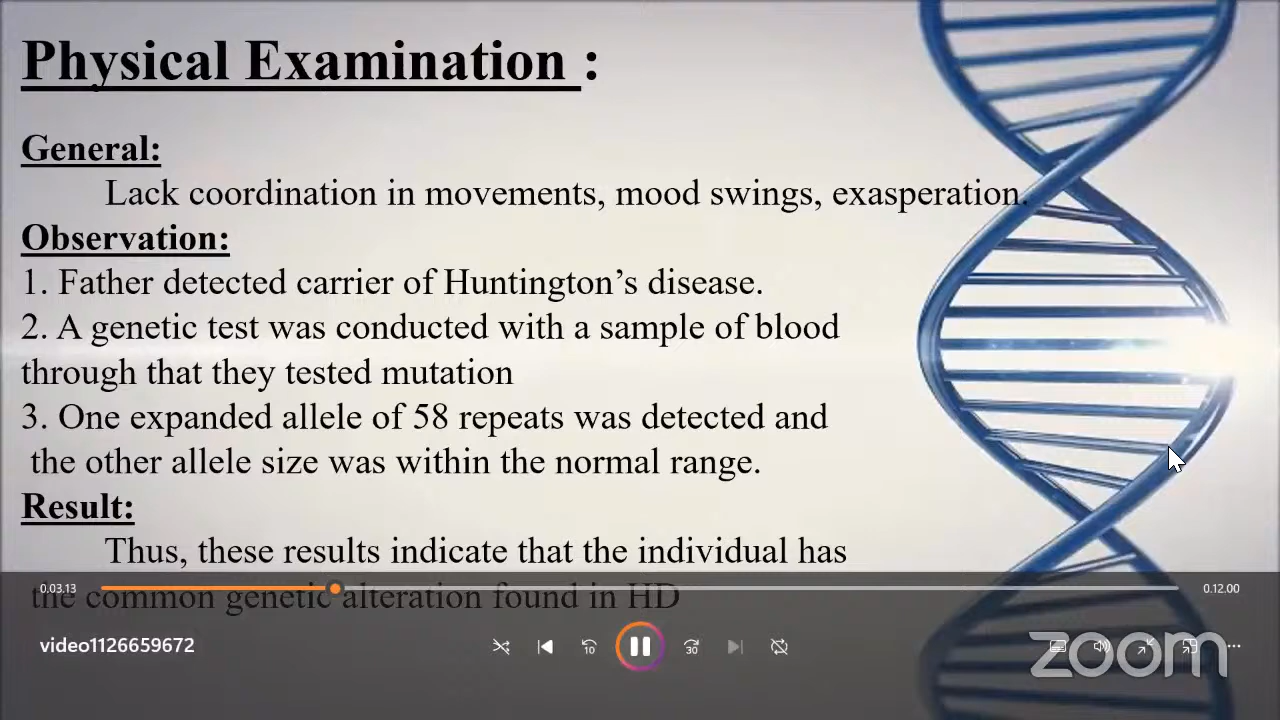 Physical Examination :
General:
Lack coordination in movements, mood swings, exasperation.
Observation:
1. Father detected carrier of Huntington’s disease.
2. A genetic test was conducted with a sample of blood
through that they tested mutation
3. One expanded allele of 58 repeats was detected and
the other allele size was within the normal range.
Result:
Thus, these results indicate that the individual has
the common genetic alteration found in HD
0.03.13
0.12.00
video1126659672
10
30
zoom